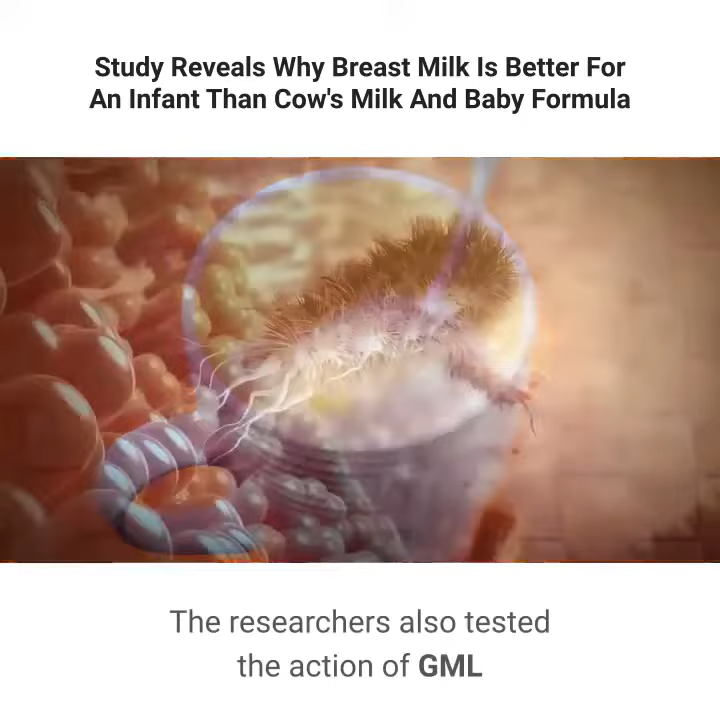 Study Reveals Why Breast Milk Is Better For
An Infant Than Cow's Milk And Baby Formula
The researchers also tested
the action of GML